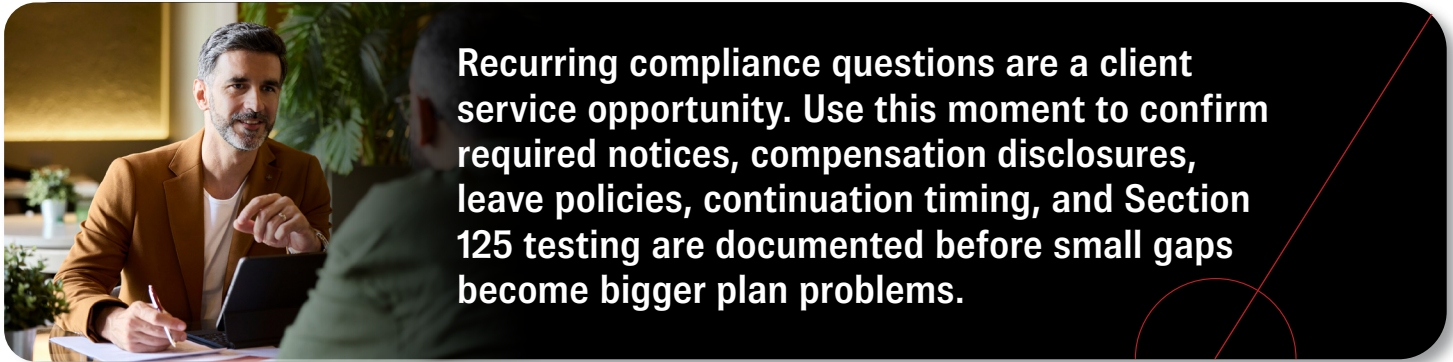 Recurring compliance questions are a client
service opportunity. Use this moment to confirm
required notices, compensation disclosures,
leave policies, continuation timing, and Section
125 testing are documented before small gaps
become bigger plan problems.